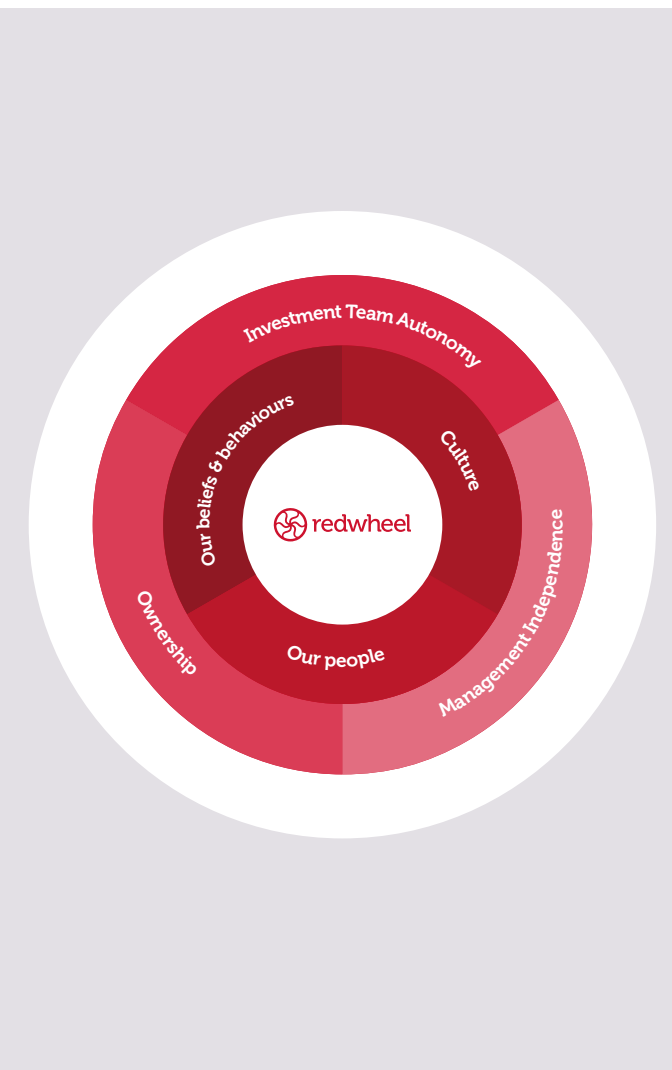 Investment Team Autonomy
Our beliefs & behaviours
Culture
redwheel
Management Independence
Ownership
Our people